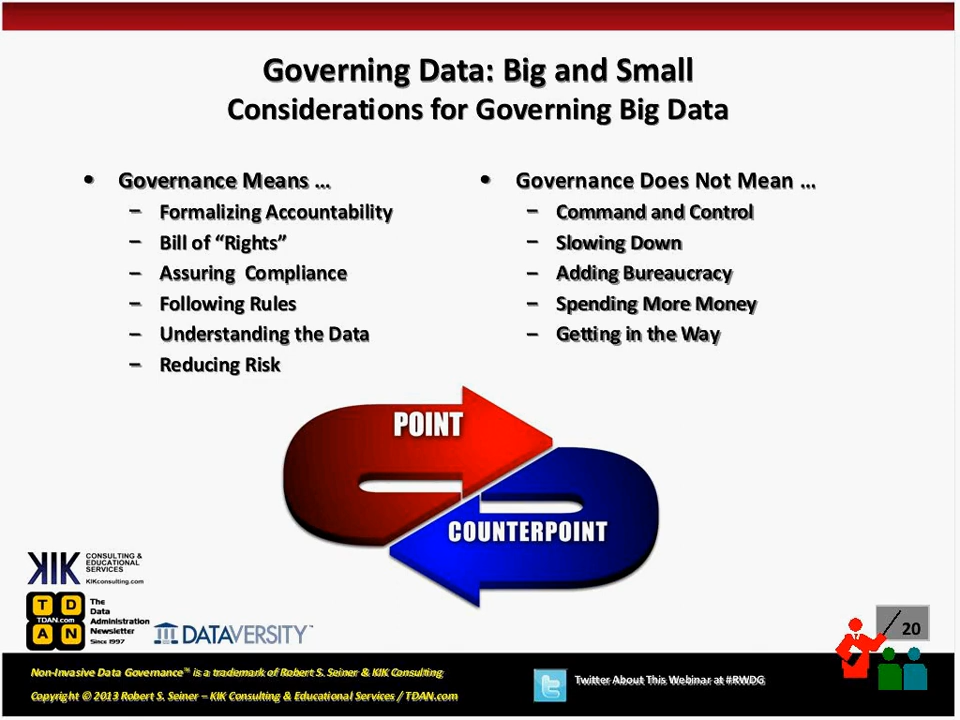 Governing Data: Big and Small
Considerations for Governing Big Data
• Governance Means ...
– Formalizing Accountability
– Bill of “Rights”
– Assuring Compliance
– Following Rules
– Understanding the Data
– Reducing Risk
• Governance Does Not Mean ...
– Command and Control
– Slowing Down
– Adding Bureaucracy
– Spending More Money
– Getting in the Way
POINT
COUNTERPOINT
KIK
CONSULTING &
EDUCATIONAL
SERVICES
KIKconsulting.com
T D
TDAN.com
A N
The
Data
Administration
Newsletter
Since 1997
DATAVERSITY™
20
Non-Invasive Data Governance™ is a trademark of Robert S. Seiner & KIK Consulting
Copyright © 2013 Robert S. Seiner – KIK Consulting & Educational Services / TDAN.com
Twitter About This Webinar at #RWDG